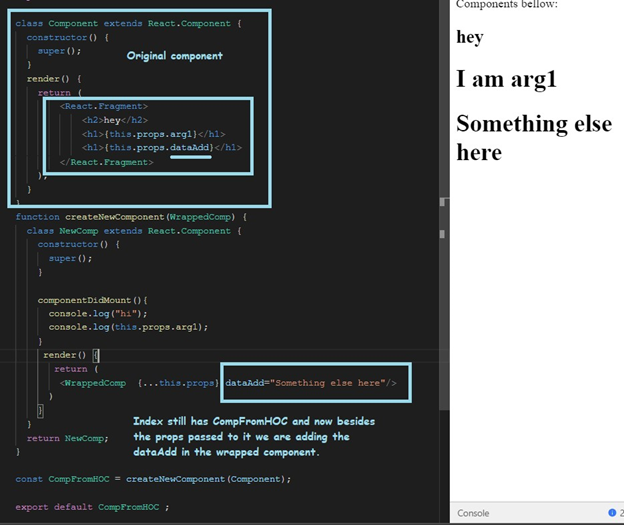 Components bellow:
class Component extends React.Component {
constructor() {
super();
}
Original component
render() {
return (
<React.Fragment>
<h2>hey</h2>
<h1>{this.props.arg1}</h1>
<h1>{this.props.dataAdd}</h1>
</React.Fragment>
);
}
}
function createNewComponent(WrappedComp) {
class NewComp extends React.Component {
constructor() {
super();
}
componentDidMount(){
console.log("hi");
console.log(this.props.arg1);
}
render() {
return (
<WrappedComp {...this.props} dataAdd="Something else here"/>
)
}
}
return NewComp;
}
Index still has CompFromHOC and now besides
the props passed to it we are adding the
dataAdd in the wrapped component.
const CompFromHOC = createNewComponent(Component);
export default CompFromHOC ;
hey
I am arg1
Something else
here
Console
2